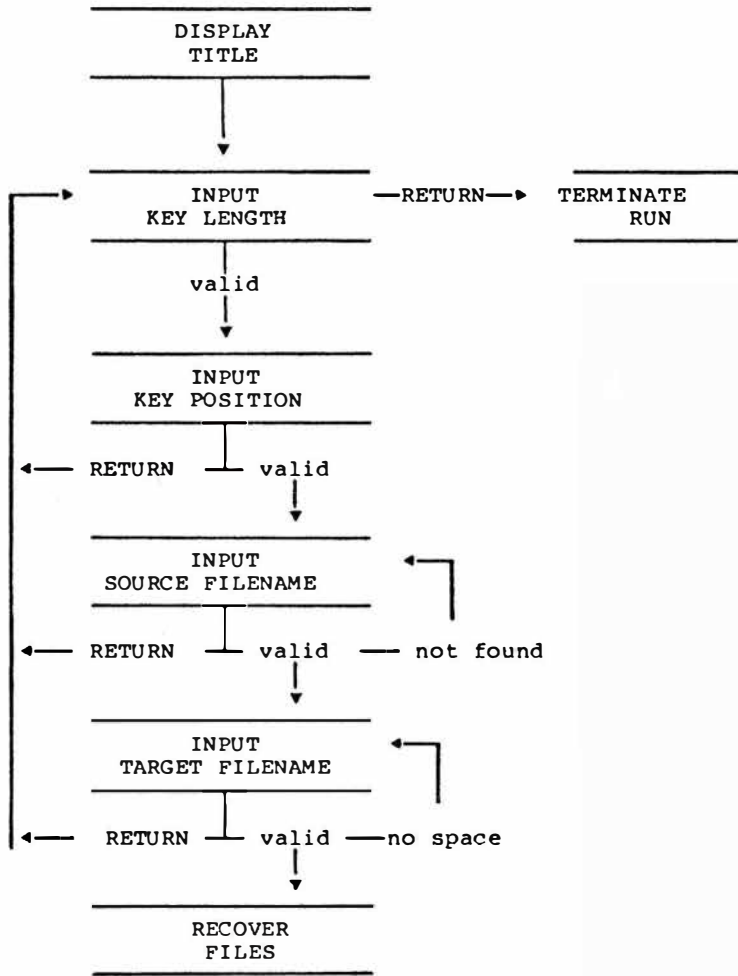 DISPLAY
TITLE
INPUT
KEY LENGTH
RETURN
TERMINATE
RUN
valid
INPUT
KEY POSITION
RETURN valid
INPUT
SOURCE FILENAME
RETURN valid not found
INPUT
TARGET FILENAME
RETURN valid no space
RECOVER
FILES